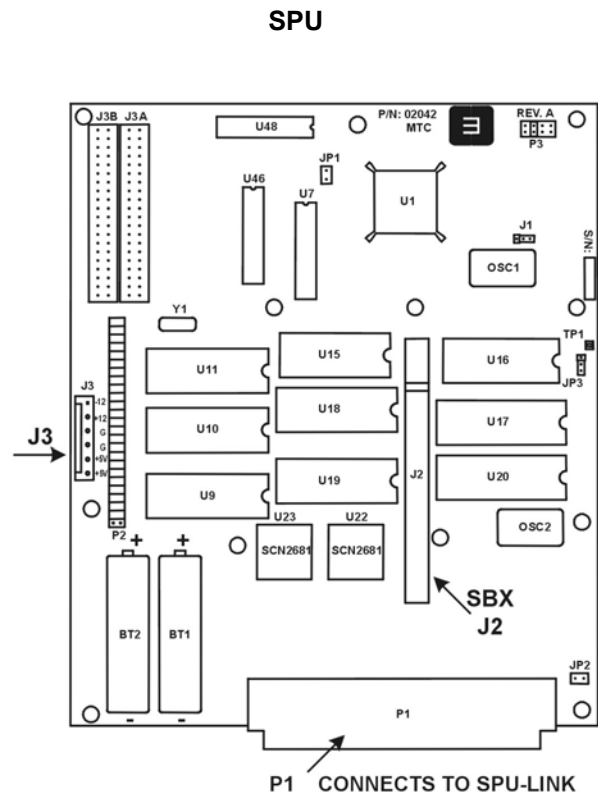 SPU
J3B J3A
P/N: 02042
MTC
REV. A
P3
U48
JP1
U46
U7
U1
J1
OSC1
S/N:
Y1
TP1
JP3
U15
U16
U11
J3
-12
+12
G
G
+5V
+5V
J3
U18
U17
U10
J2
U19
U20
U9
U23
U22
SCN2681
SCN2681
OSC2
P2
+
+
BT2
BT1
-
-
SBX
J2
JP2
P1
P1 CONNECTS TO SPU-LINK